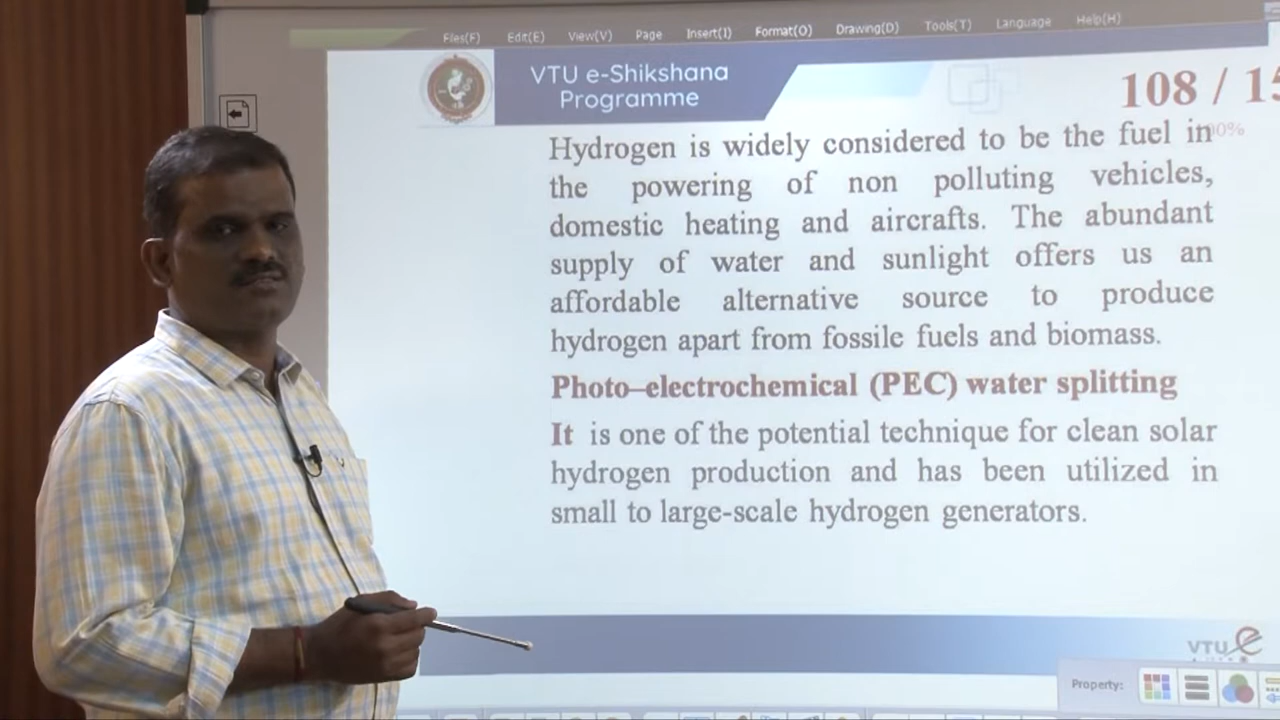 Files(F) Edit(E) View(V) Page Insert(I) Format(O) Drawing(D) Tools(T) Language Help(H)
VTU e-Shikshana
Programme
108 / 15
00%
Hydrogen is widely considered to be the fuel in
the powering of non polluting vehicles,
domestic heating and aircrafts. The abundant
supply of water and sunlight offers us an
affordable alternative source to produce
hydrogen apart from fossile fuels and biomass.
Photo–electrochemical (PEC) water splitting
It is one of the potential technique for clean solar
hydrogen production and has been utilized in
small to large-scale hydrogen generators.
VTU e
Property: